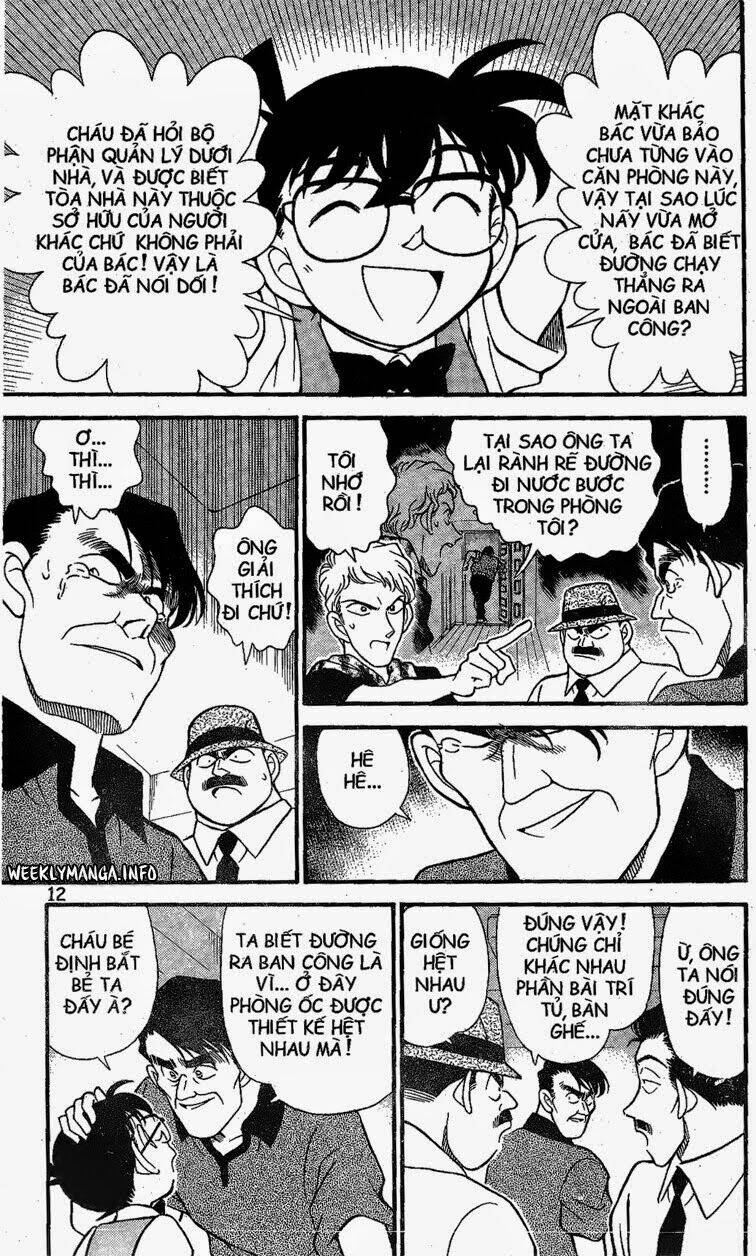 MẶT KHÁC
BÁC VỪA BẢO
CHƯA TỪNG VÀO
CĂN PHÒNG NÀY,
VẬY TẠI SAO LÚC
NÃY VỪA MỞ
CỬA, BÁC ĐÃ BIẾT
ĐƯỜNG CHẠY
THẲNG RA
NGOÀI BAN
CÔNG?
CHÁU ĐÃ HỎI BỘ
PHẬN QUẢN LÝ DƯỚI
NHÀ, VÀ ĐƯỢC BIẾT
TÒA NHÀ NÀY THUỘC
SỞ HỮU CỦA NGƯỜI
KHÁC CHỨ KHÔNG PHẢI
CỦA BÁC! VẬY LÀ
BÁC ĐÃ NÓI DỐI!
........
TẠI SAO ÔNG TA
LẠI RÀNH RẼ ĐƯỜNG
ĐI NƯỚC BƯỚC
TRONG PHÒNG
TÔI?
TÔI
NHỚ
RỒI!
ÔNG
GIẢI
THÍCH
ĐI CHỨ!
Ơ...
THÌ...
THÌ...
HÊ
HÊ...
WEEKLYMANGA.INFO
12
Ừ, ÔNG
TA NÓI
ĐÚNG
ĐẤY!
ĐÚNG VẬY!
CHÚNG CHỈ
KHÁC NHAU
PHẦN BÀI TRÍ
TỦ, BÀN
GHẾ...
GIỐNG
HỆT
NHAU
Ư?
TA BIẾT ĐƯỜNG
RA BAN CÔNG LÀ
VÌ... Ở ĐÂY
PHÒNG ỐC ĐƯỢC
THIẾT KẾ HỆT
NHAU MÀ!
CHÁU BÉ
ĐỊNH BẮT
BẺ TA
ĐẤY À?